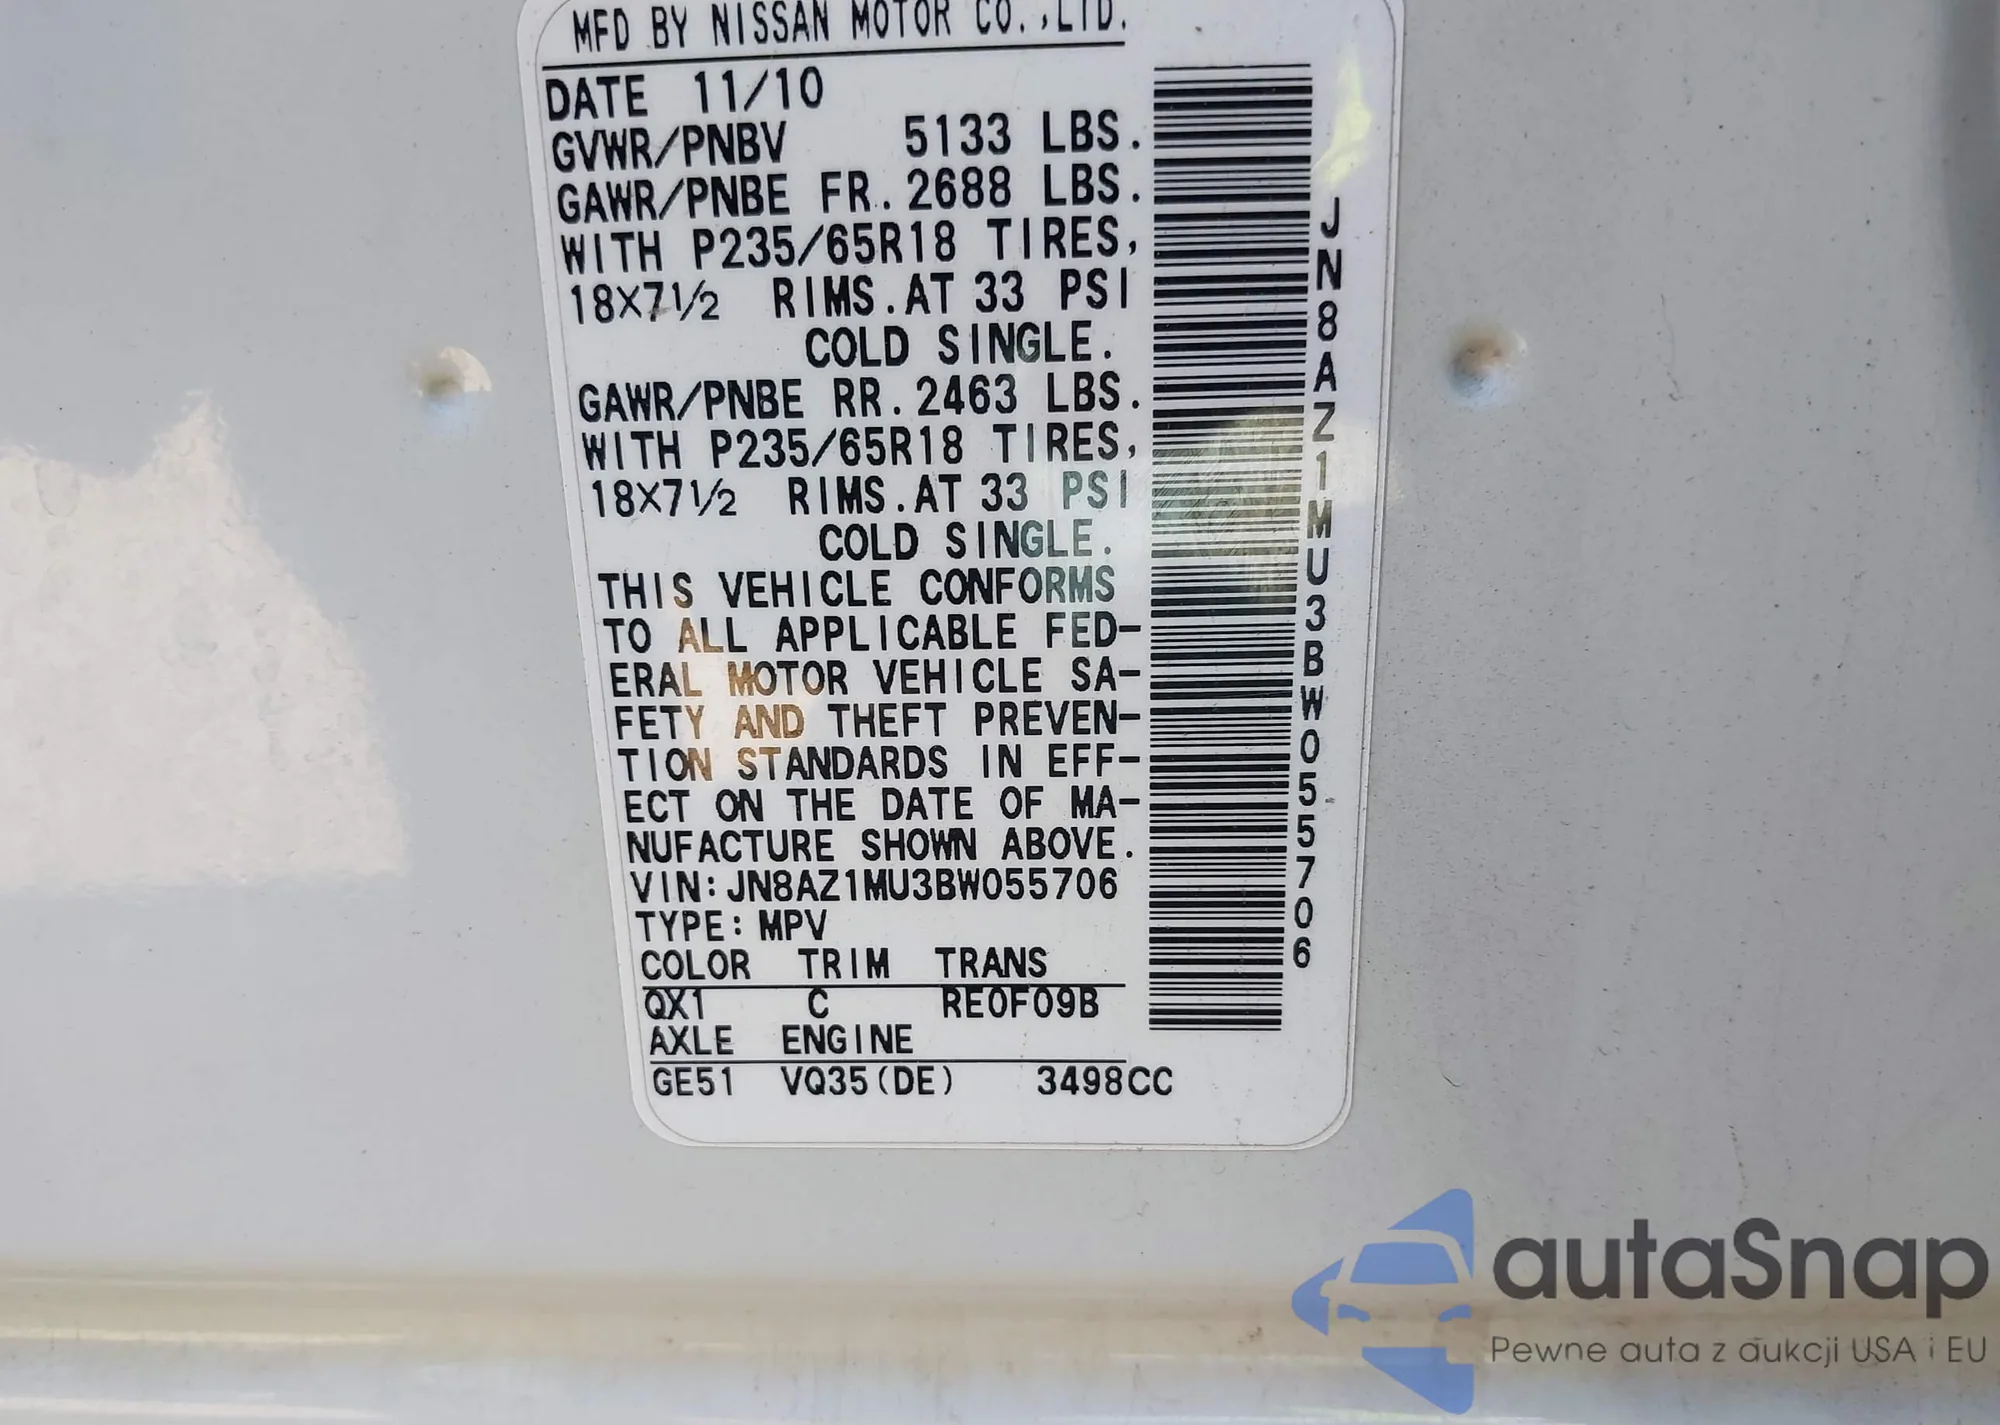 MFD BY NISSAN MOTOR CO.,LTD.
DATE 11/10
GVWR/PNBV 5133 LBS.
GAWR/PNBE FR. 2688 LBS.
WITH P235/65R18 TIRES,
18X7½ RIMS.AT 33 PSI
COLD SINGLE.
GAWR/PNBE RR. 2463 LBS.
WITH P235/65R18 TIRES,
18X7½ RIMS.AT 33 PSI
COLD SINGLE.
THIS VEHICLE CONFORMS
TO ALL APPLICABLE FED-
ERAL MOTOR VEHICLE SA-
FETY AND THEFT PREVEN-
TION STANDARDS IN EFF-
ECT ON THE DATE OF MA-
NUFACTURE SHOWN ABOVE.
VIN:JN8AZ1MU3BW055706
TYPE:MPV
COLOR TRIM TRANS
QX1 C RE0F09B
AXLE ENGINE
GE51 VQ35(DE) 3498CC
JN8AZ1MU3BW055706
autaSnap
Pewne auta z aukcji USA i EU